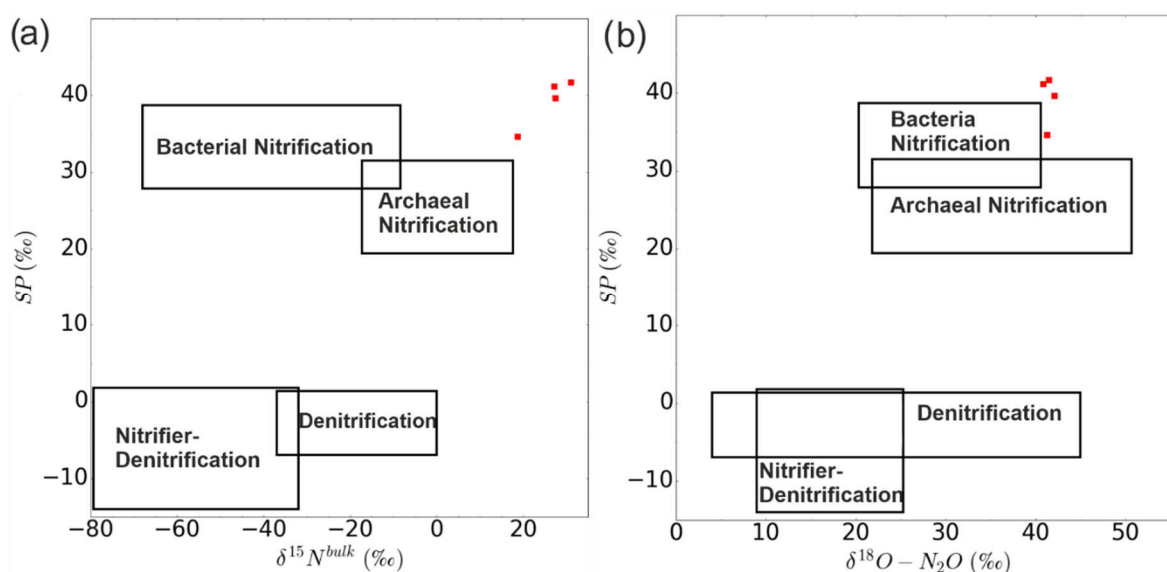 (a)
SP (‰)
40
30
20
10
0
−10
Bacterial Nitrification
Archaeal
Nitrification
Denitrification
Nitrifier-
Denitrification
−80
−60
−40
−20
0
20
δ¹⁵N^{bulk} (‰)
(b)
SP (‰)
40
30
20
10
0
−10
Bacteria
Nitrification
Archaeal Nitrification
Denitrification
Nitrifier-
Denitrification
0
10
20
30
40
50
δ¹⁸O − N₂O (‰)